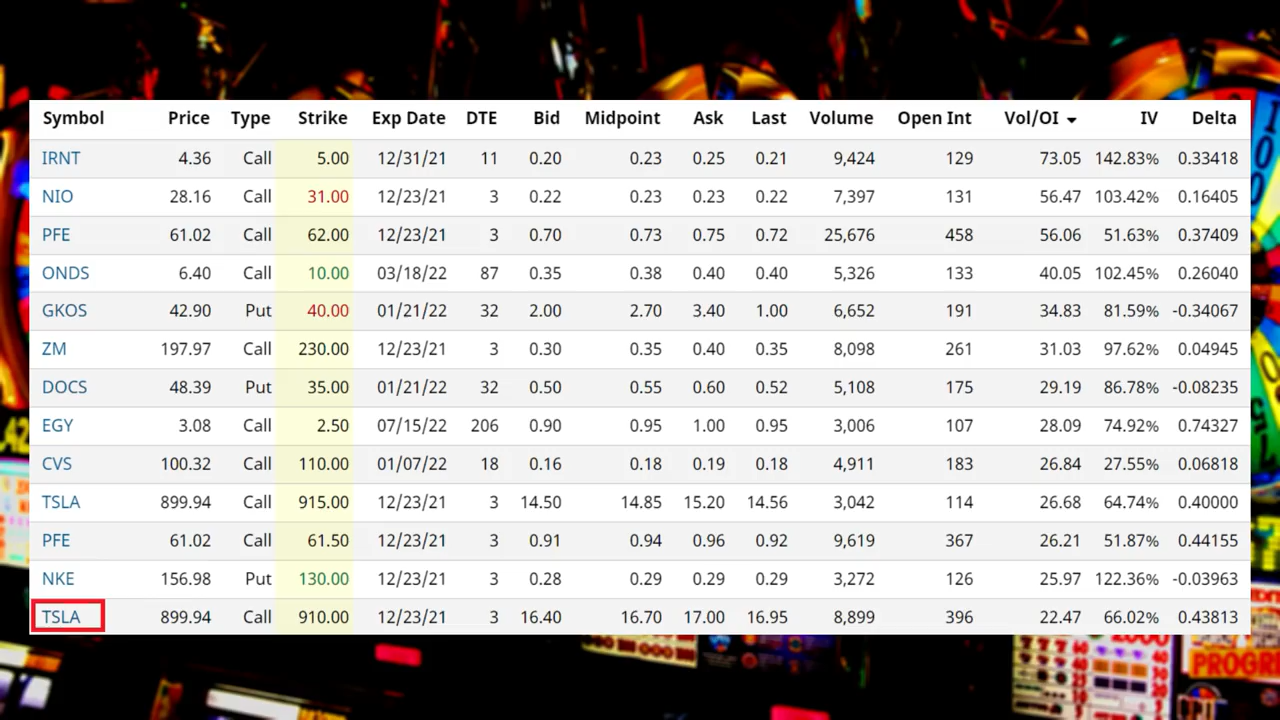 Symbol Price Type Strike Exp Date DTE Bid Midpoint Ask Last Volume Open Int Vol/OI IV Delta
IRNT 4.36 Call 5.00 12/31/21 11 0.20 0.23 0.25 0.21 9,424 129 73.05 142.83% 0.33418
NIO 28.16 Call 31.00 12/23/21 3 0.22 0.23 0.23 0.22 7,397 131 56.47 103.42% 0.16405
PFE 61.02 Call 62.00 12/23/21 3 0.70 0.73 0.75 0.72 25,676 458 56.06 51.63% 0.37409
ONDS 6.40 Call 10.00 03/18/22 87 0.35 0.38 0.40 0.40 5,326 133 40.05 102.45% 0.26040
GKOS 42.90 Put 40.00 01/21/22 32 2.00 2.70 3.40 1.00 6,652 191 34.83 81.59% -0.34067
ZM 197.97 Call 230.00 12/23/21 3 0.30 0.35 0.40 0.35 8,098 261 31.03 97.62% 0.04945
DOCS 48.39 Put 35.00 01/21/22 32 0.50 0.55 0.60 0.52 5,108 175 29.19 86.78% -0.08235
EGY 3.08 Call 2.50 07/15/22 206 0.90 0.95 1.00 0.95 3,006 107 28.09 74.92% 0.74327
CVS 100.32 Call 110.00 01/07/22 18 0.16 0.18 0.19 0.18 4,911 183 26.84 27.55% 0.06818
TSLA 899.94 Call 915.00 12/23/21 3 14.50 14.85 15.20 14.56 3,042 114 26.68 64.74% 0.40000
PFE 61.02 Call 61.50 12/23/21 3 0.91 0.94 0.96 0.92 9,619 367 26.21 51.87% 0.44155
NKE 156.98 Put 130.00 12/23/21 3 0.28 0.29 0.29 0.29 3,272 126 25.97 122.36% -0.03963
TSLA 899.94 Call 910.00 12/23/21 3 16.40 16.70 17.00 16.95 8,899 396 22.47 66.02% 0.43813
PROGR